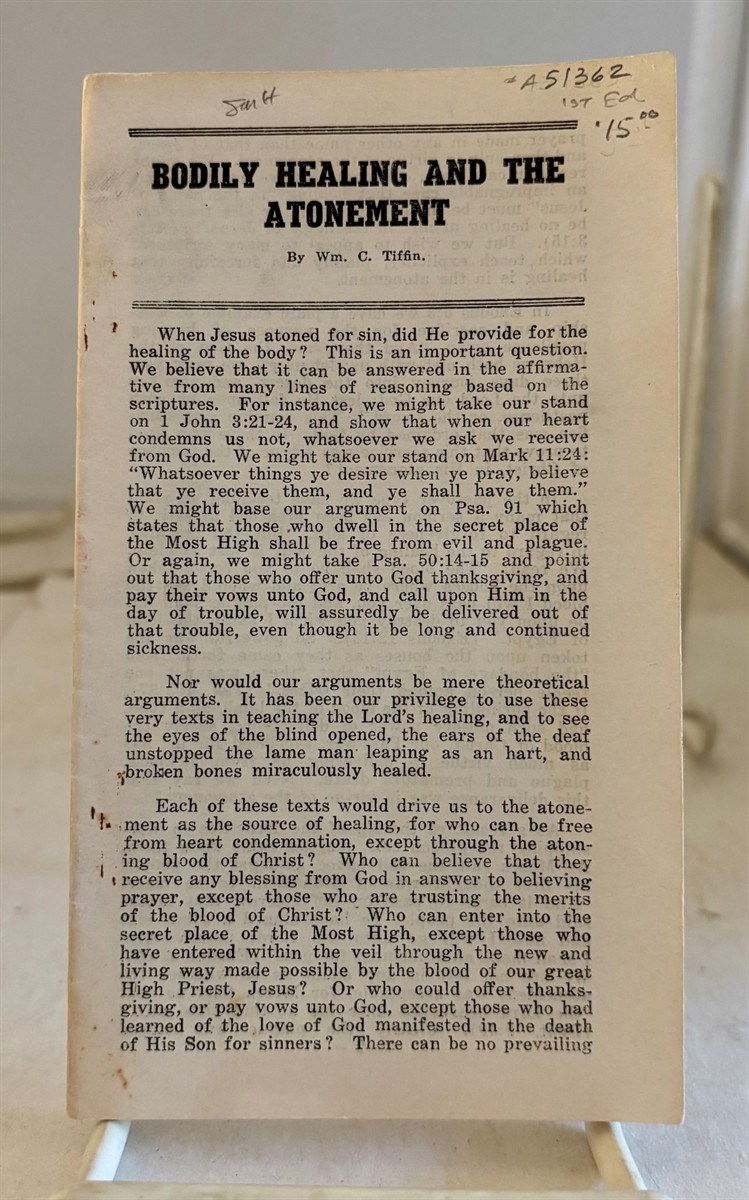 A51362
1ST Ed
15.00
BODILY HEALING AND THE
ATONEMENT
By Wm. C. Tiffin.
When Jesus atoned for sin, did He provide for the
healing of the body? This is an important question.
We believe that it can be answered in the affirma-
tive from many lines of reasoning based on the
scriptures. For instance, we might take our stand
on 1 John 3:21-24, and show that when our heart
condemns us not, whatsoever we ask we receive
from God. We might take our stand on Mark 11:24:
“Whatsoever things ye desire when ye pray, believe
that ye receive them, and ye shall have them.”
We might base our argument on Psa. 91 which
states that those who dwell in the secret place of
the Most High shall be free from evil and plague.
Or again, we might take Psa. 50:14-15 and point
out that those who offer unto God thanksgiving, and
pay their vows unto God, and call upon Him in the
day of trouble, will assuredly be delivered out of
that trouble, even though it be long and continued
sickness.
Nor would our arguments be mere theoretical
arguments. It has been our privilege to use these
very texts in teaching the Lord's healing, and to see
the eyes of the blind opened, the ears of the deaf
unstopped the lame man leaping as an hart, and
broken bones miraculously healed.
Each of these texts would drive us to the atone-
ment as the source of healing, for who can be free
from heart condemnation, except through the aton-
ing blood of Christ? Who can believe that they
receive any blessing from God in answer to believing
prayer, except those who are trusting the merits
of the blood of Christ? Who can enter into the
secret place of the Most High, except those who
have entered within the veil through the new and
living way made possible by the blood of our great
High Priest, Jesus? Or who could offer thanks-
giving, or pay vows unto God, except those who had
learned of the love of God manifested in the death
of His Son for sinners? There can be no prevailing